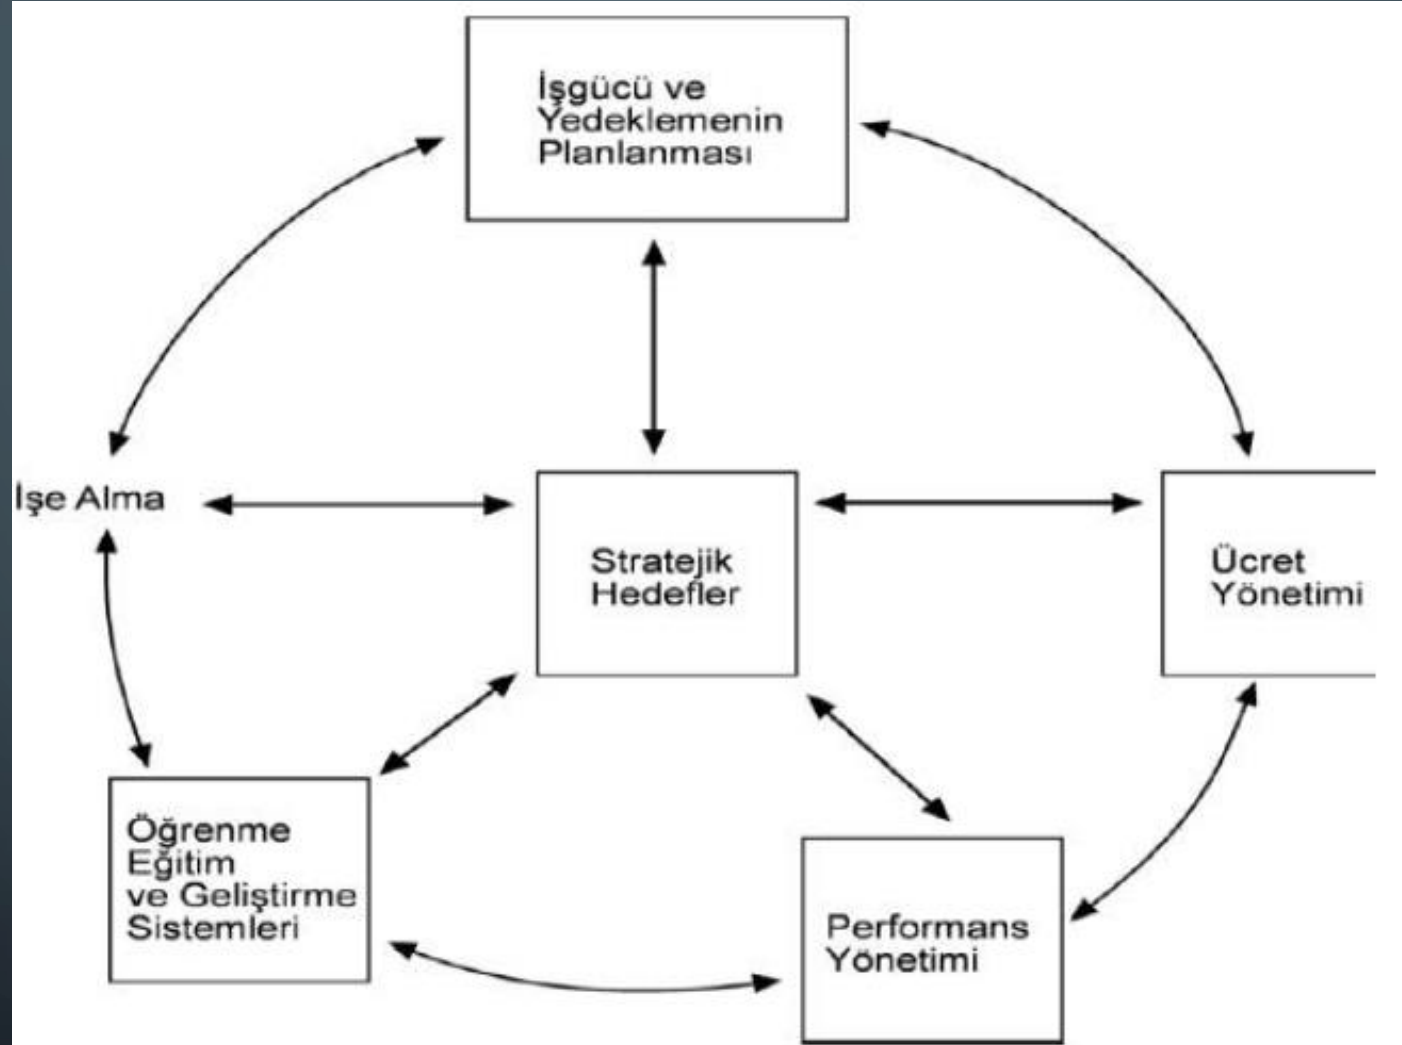 İşgücü ve
Yedeklemenin
Planlanması
İşe Alma
Stratejik
Hedefler
Ücret
Yönetimi
Öğrenme
Eğitim
ve Geliştirme
Sistemleri
Performans
Yönetimi